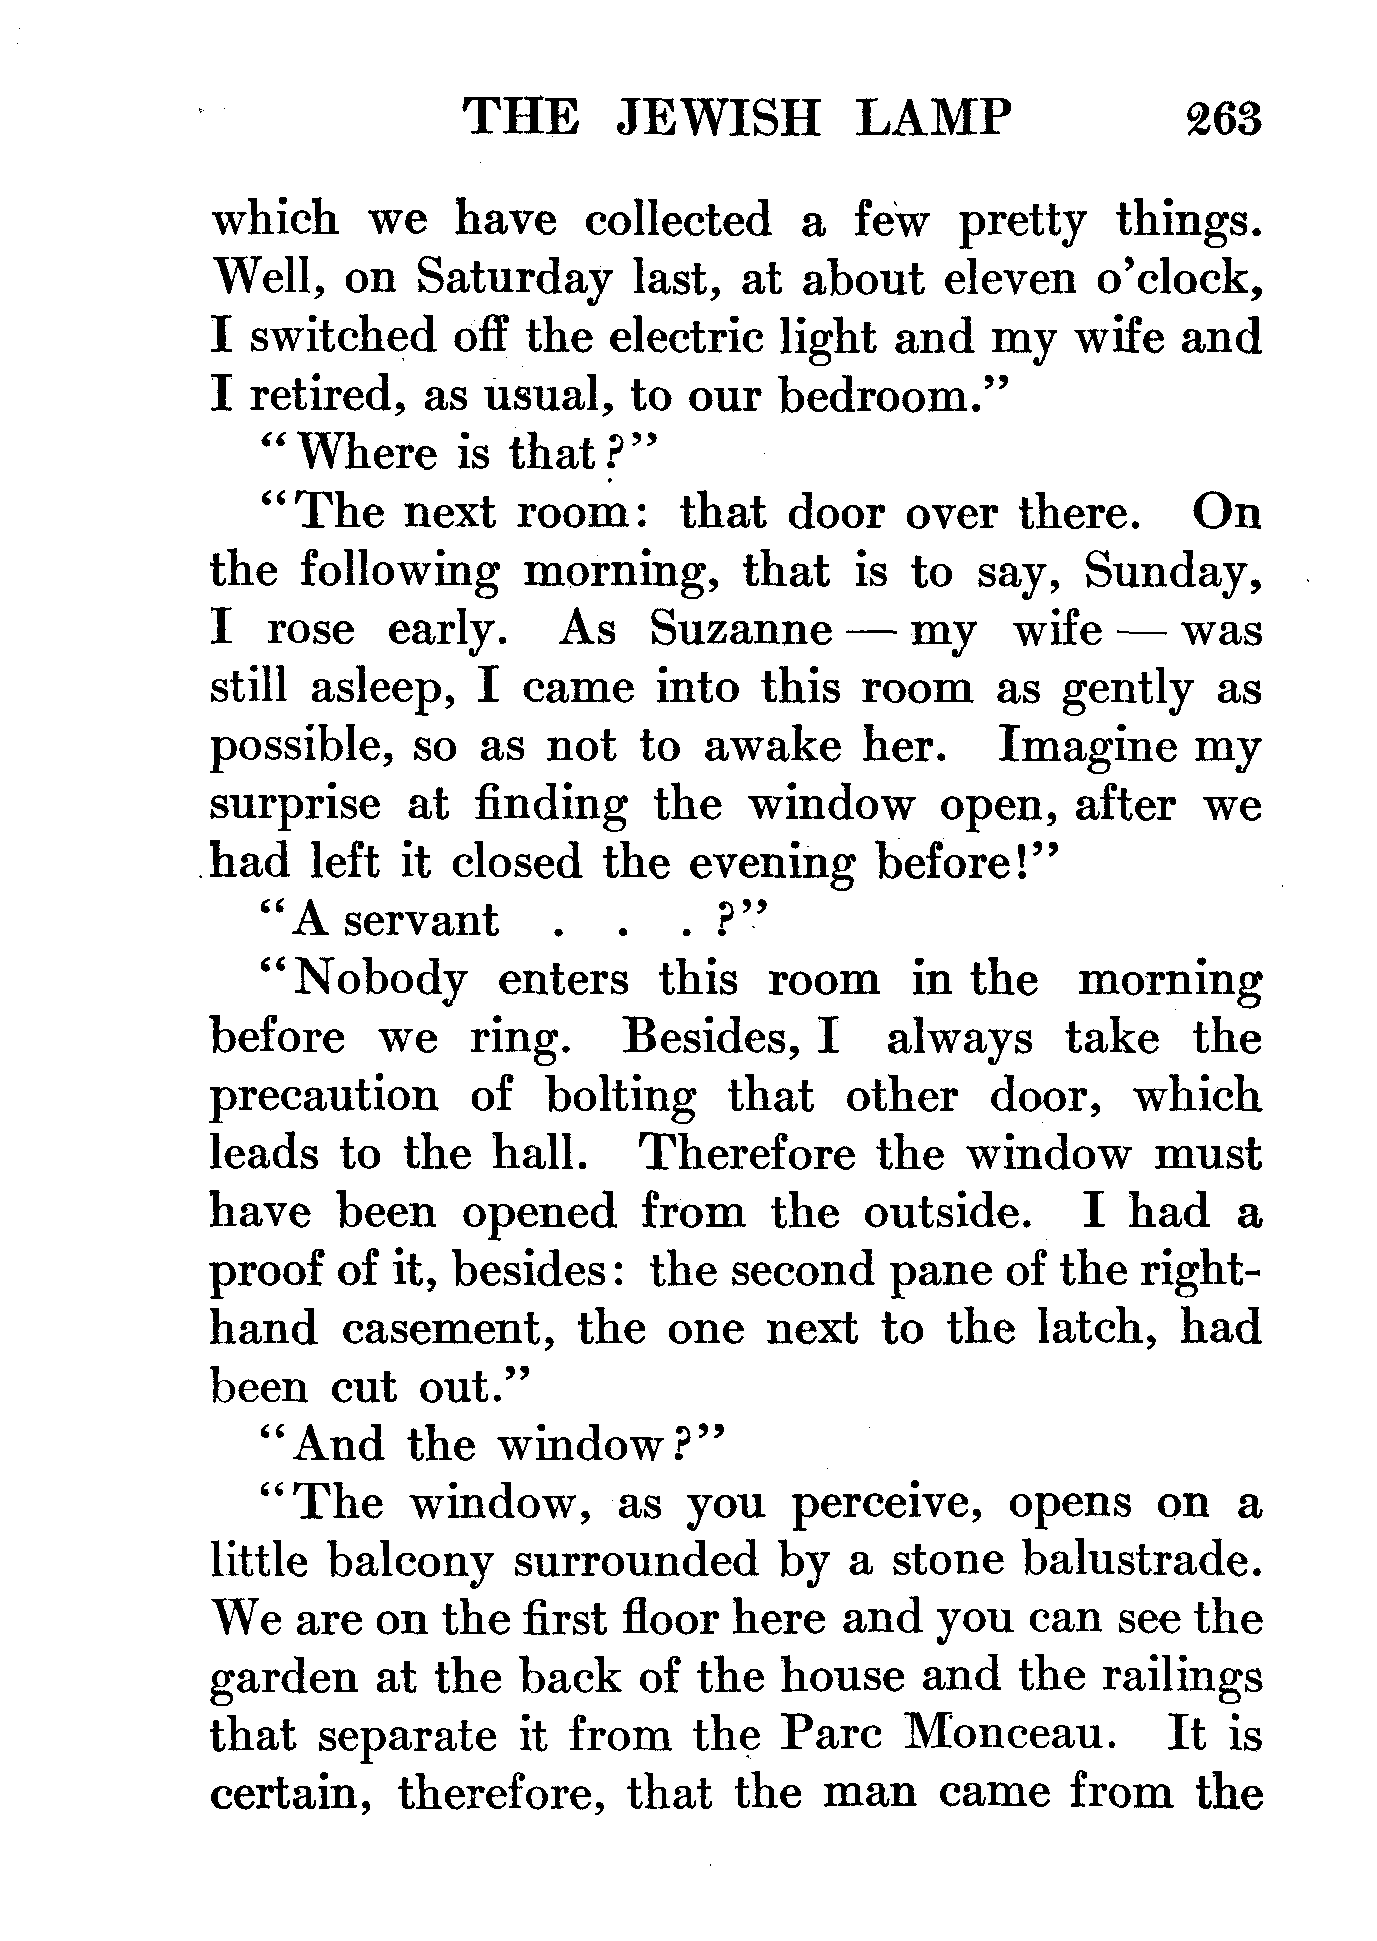 THE JEWISH LAMP 263
which we have collected a few pretty things.
Well, on Saturday last, at about eleven o'clock,
I switched off the electric light and my wife and
I retired, as usual, to our bedroom."
"Where is that?"
"The next room: that door over there. On
the following morning, that is to say, Sunday,
I rose early. As Suzanne — my wife — was
still asleep, I came into this room as gently as
possible, so as not to awake her. Imagine my
surprise at finding the window open, after we
had left it closed the evening before!"
"A servant . . . ?"
"Nobody enters this room in the morning
before we ring. Besides, I always take the
precaution of bolting that other door, which
leads to the hall. Therefore the window must
have been opened from the outside. I had a
proof of it, besides: the second pane of the right-
hand casement, the one next to the latch, had
been cut out."
"And the window?"
"The window, as you perceive, opens on a
little balcony surrounded by a stone balustrade.
We are on the first floor here and you can see the
garden at the back of the house and the railings
that separate it from the Parc Monceau. It is
certain, therefore, that the man came from the